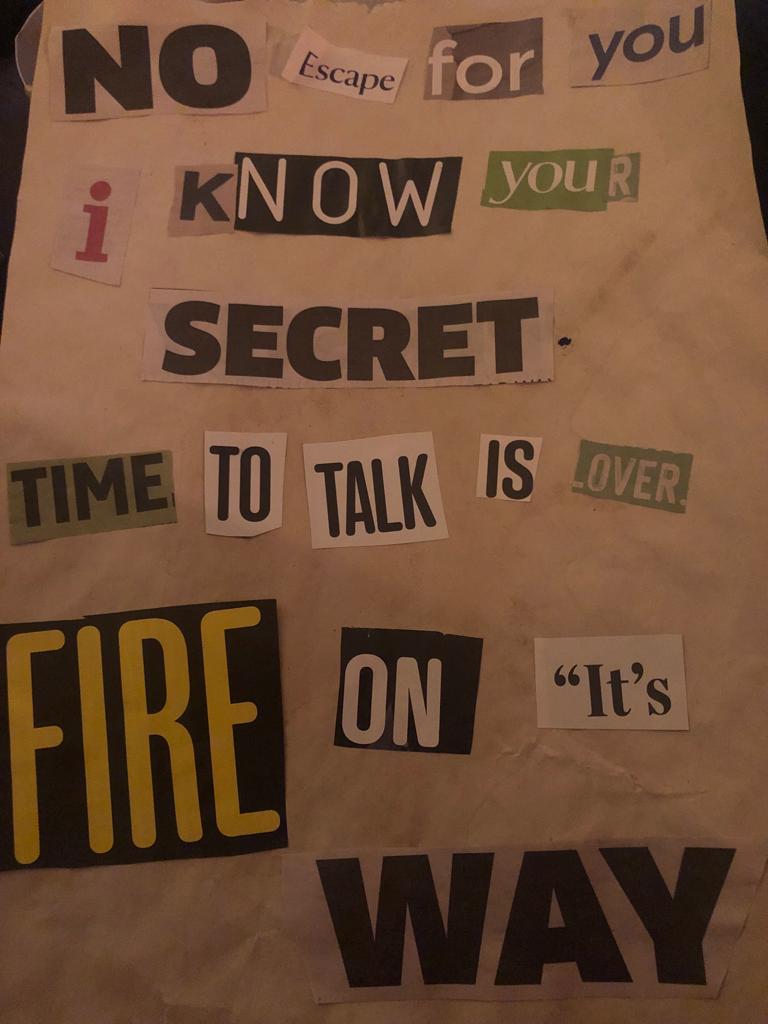 NO Escape for you
i kNOW youR
SECRET
TIME TO TALK IS OVER.
FIRE ON “It’s
WAY